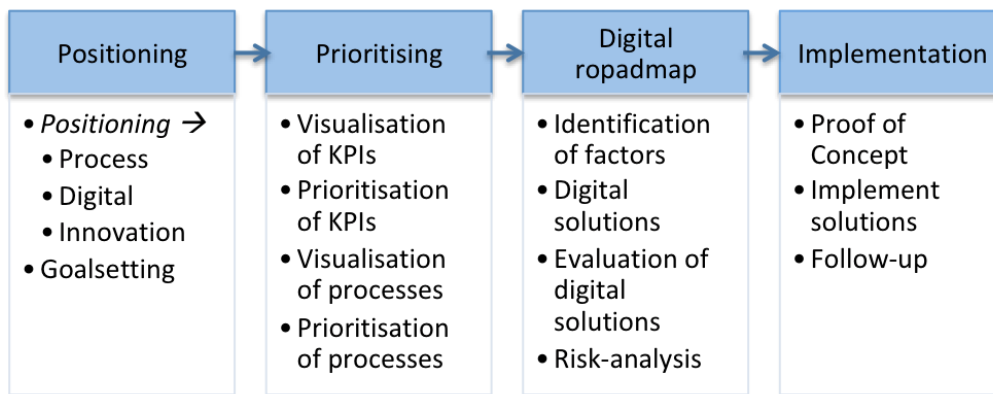 Positioning
• Positioning →
• Process
• Digital
• Innovation
• Goalsetting
Prioritising
• Visualisation
of KPIs
• Prioritisation
of KPIs
• Visualisation
of processes
• Prioritisation
of processes
Digital
ropadmap
• Identification
of factors
• Digital
solutions
• Evaluation of
digital
solutions
• Risk-analysis
Implementation
• Proof of
Concept
• Implement
solutions
• Follow-up